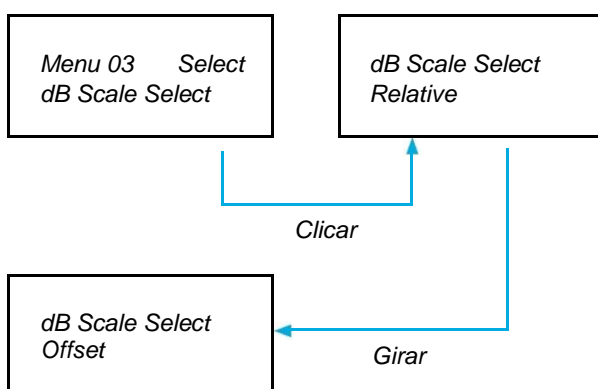 Menu 03 Select
dB Scale Select
dB Scale Select
Relative
Clicar
dB Scale Select
Offset
Girar